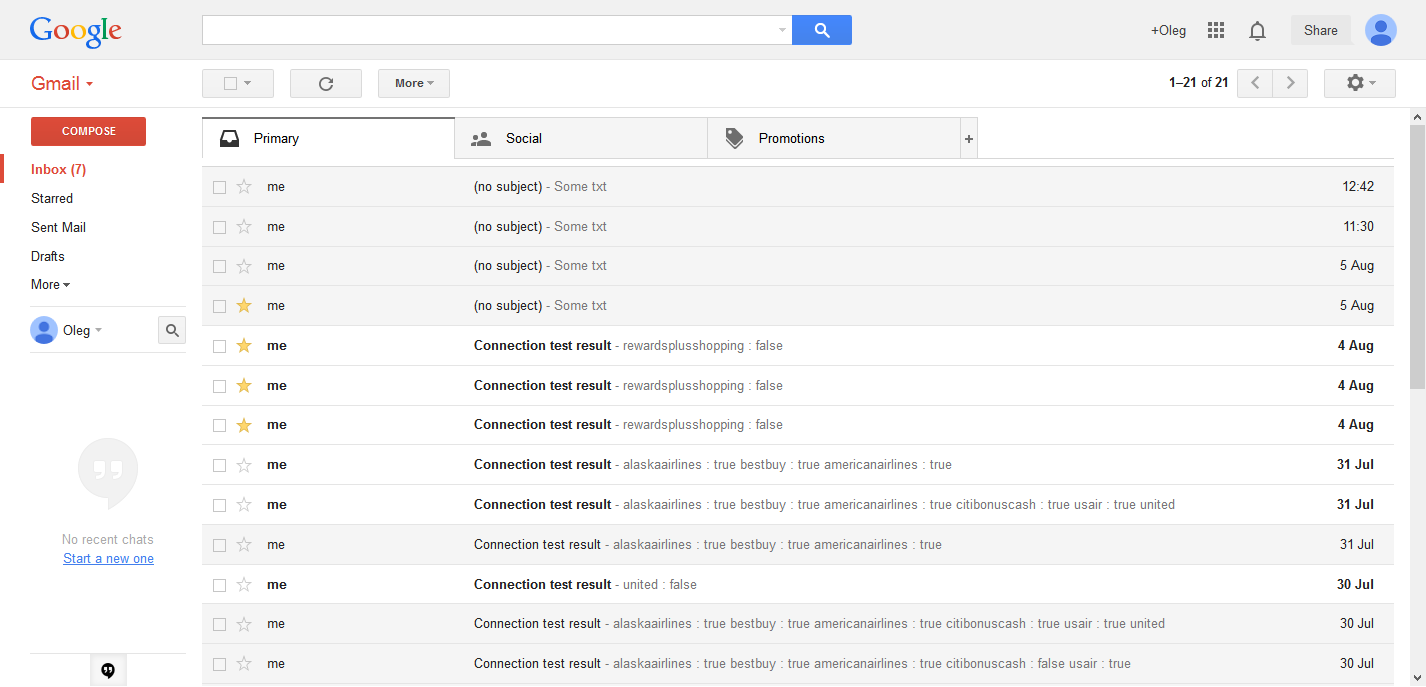 Google
+Oleg
Share
Gmail
More
1–21 of 21
COMPOSE
Primary
Social
Promotions
+
Inbox (7)
Starred
Sent Mail
Drafts
More
Oleg
No recent chats
Start a new one
me (no subject) - Some txt 12:42
me (no subject) - Some txt 11:30
me (no subject) - Some txt 5 Aug
me (no subject) - Some txt 5 Aug
me Connection test result - rewardsplusshopping : false 4 Aug
me Connection test result - rewardsplusshopping : false 4 Aug
me Connection test result - rewardsplusshopping : false 4 Aug
me Connection test result - alaskaairlines : true bestbuy : true americanairlines : true 31 Jul
me Connection test result - alaskaairlines : true bestbuy : true americanairlines : true citibonuscash : true usair : true united 31 Jul
me Connection test result - alaskaairlines : true bestbuy : true americanairlines : true 31 Jul
me Connection test result - united : false 30 Jul
me Connection test result - alaskaairlines : true bestbuy : true americanairlines : true citibonuscash : true usair : true united 30 Jul
me Connection test result - alaskaairlines : true bestbuy : true americanairlines : true citibonuscash : false usair : true 30 Jul